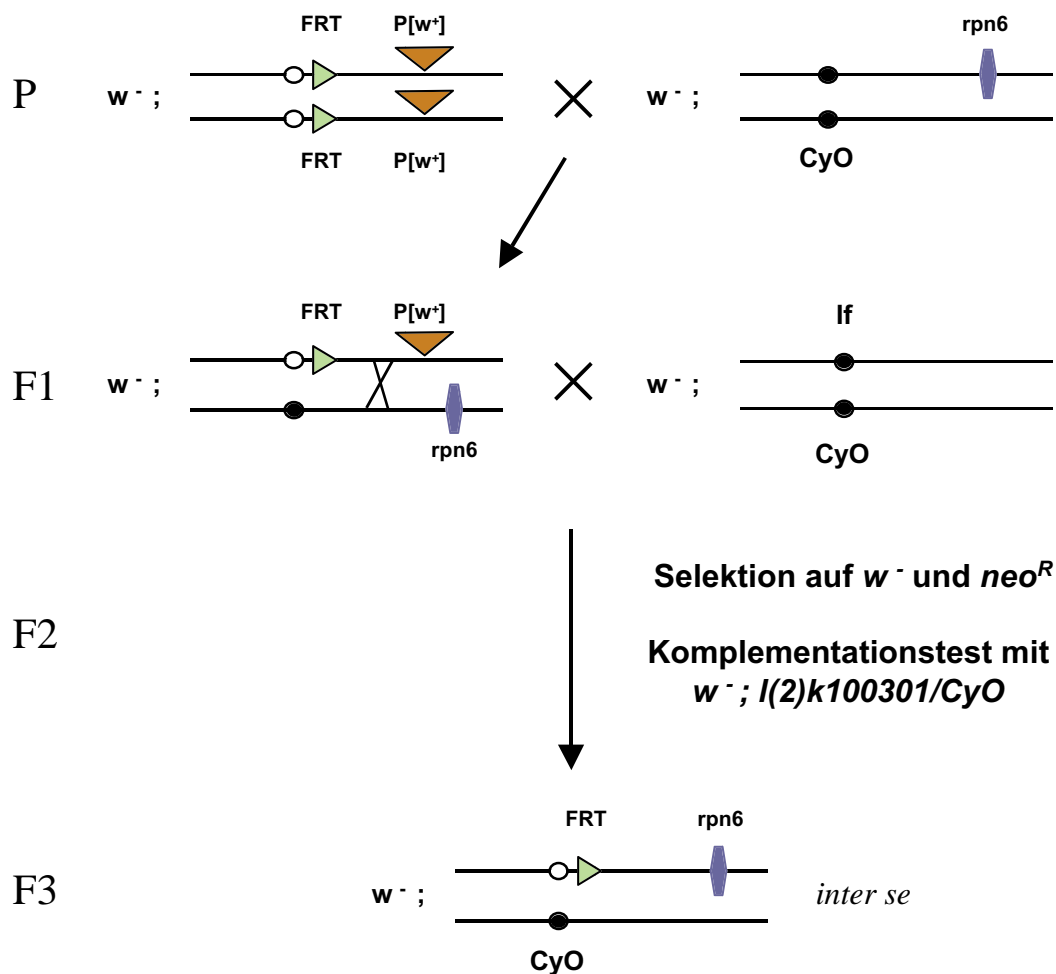 FRT P[w⁺] rpn6
P w⁻ ; w⁻ ;
FRT P[w⁺] CyO
FRT P[w⁺] If
F1 w⁻ ; w⁻ ;
rpn6 CyO
Selektion auf w⁻ und neoᴿ
F2
Komplementationstest mit
w⁻ ; l(2)k100301/CyO
FRT rpn6
F3 w⁻ ; inter se
CyO